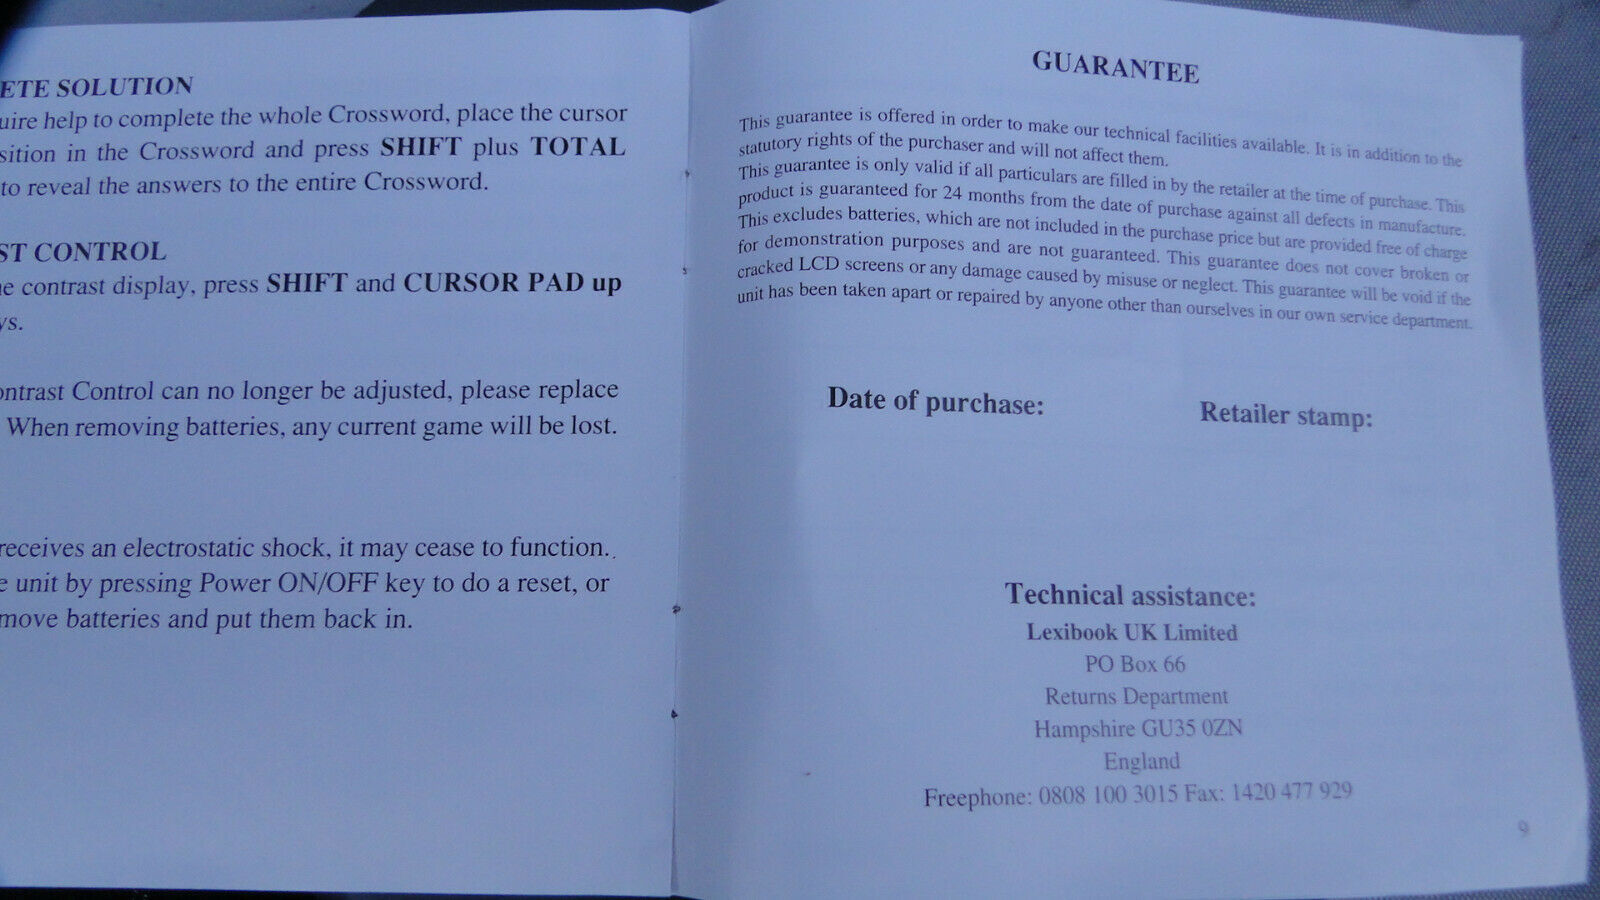 ETE SOLUTION
uire help to complete the whole Crossword, place the cursor
sition in the Crossword and press SHIFT plus TOTAL
to reveal the answers to the entire Crossword.
ST CONTROL
e contrast display, press SHIFT and CURSOR PAD up
ys.
ontrast Control can no longer be adjusted, please replace
When removing batteries, any current game will be lost.
receives an electrostatic shock, it may cease to function.
e unit by pressing Power ON/OFF key to do a reset, or
move batteries and put them back in.
GUARANTEE
This guarantee is offered in order to make our technical facilities available. It is in addition to the
statutory rights of the purchaser and will not affect them.
This guarantee is only valid if all particulars are filled in by the retailer at the time of purchase. This
product is guaranteed for 24 months from the date of purchase against all defects in manufacture.
This excludes batteries, which are not included in the purchase price but are provided free of charge
for demonstration purposes and are not guaranteed. This guarantee does not cover broken or
cracked LCD screens or any damage caused by misuse or neglect. This guarantee will be void if the
unit has been taken apart or repaired by anyone other than ourselves in our own service department.
Date of purchase:
Retailer stamp:
Technical assistance:
Lexibook UK Limited
PO Box 66
Returns Department
Hampshire GU35 0ZN
England
Freephone: 0808 100 3015 Fax: 1420 477 929
9